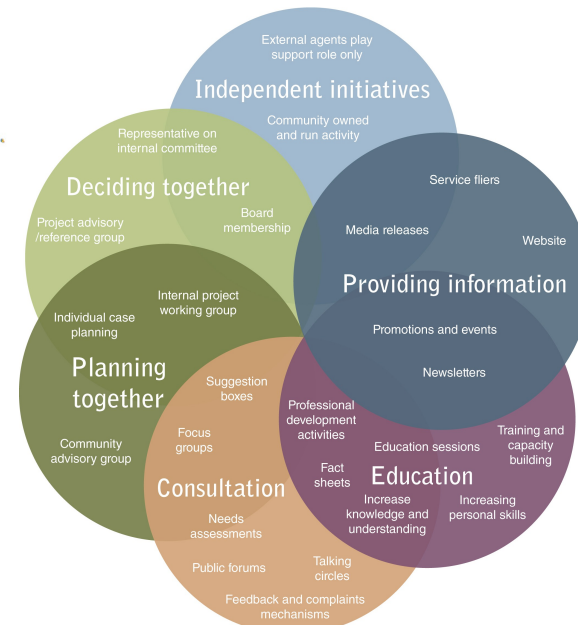 External agents play
support role only
Independent initiatives
Community owned
and run activity
Representative on
internal committee
Deciding together
Project advisory
/reference group
Board
membership
Service fliers
Media releases
Website
Providing information
Promotions and events
Newsletters
Internal project
working group
Individual case
planning
Planning
together
Community
advisory group
Suggestion
boxes
Focus
groups
Consultation
Needs
assessments
Public forums
Talking
circles
Feedback and complaints
mechanisms
Professional
development
activities
Education sessions
Training and
capacity
building
Fact
sheets
Education
Increase
knowledge and
understanding
Increasing
personal skills